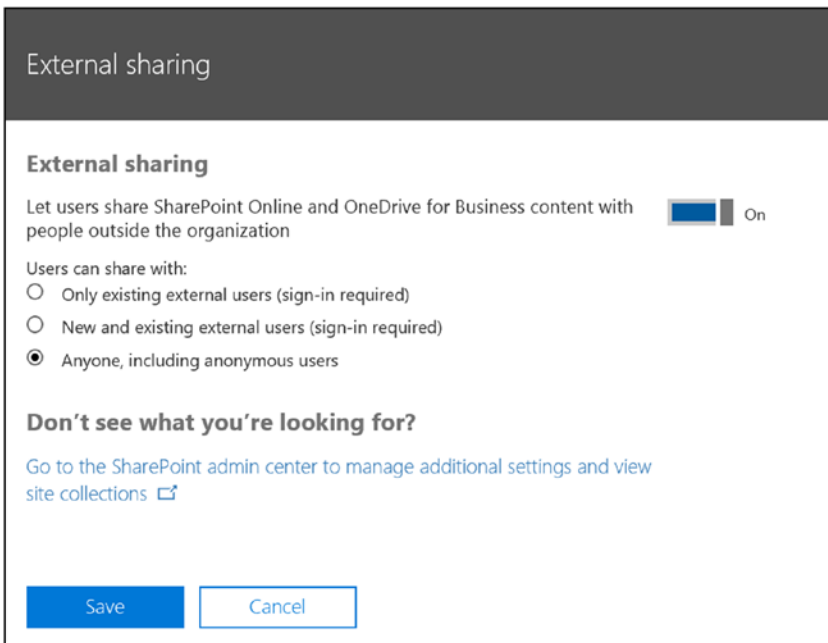 External sharing
External sharing
Let users share SharePoint Online and OneDrive for Business content with
people outside the organization
On
Users can share with:
Only existing external users (sign-in required)
New and existing external users (sign-in required)
Anyone, including anonymous users
Don't see what you're looking for?
Go to the SharePoint admin center to manage additional settings and view
site collections
Save
Cancel